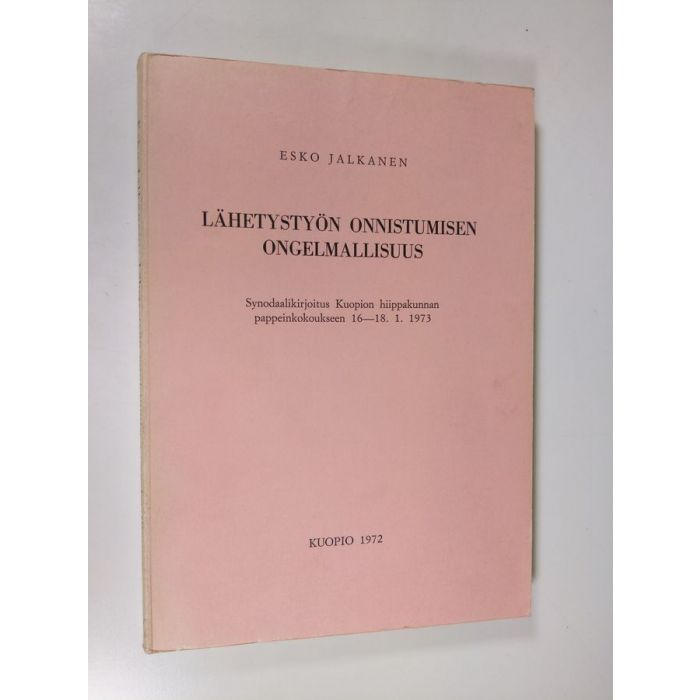 ESKO JALKANEN
LÄHETYSTYÖN ONNISTUMISEN
ONGELMALLISUUS
Synodaalikirjoitus Kuopion hiippakunnan
pappeinkokoukseen 16—18. 1. 1973
KUOPIO 1972